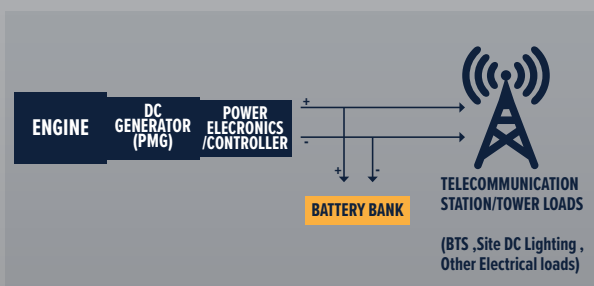 ENGINE
DC
GENERATOR
(PMG)
POWER
ELECRONICS
/CONTROLLER
+
-
+
-
BATTERY BANK
TELECOMMUNICATION
STATION/TOWER LOADS
(BTS ,Site DC Lighting ,
Other Electrical loads)